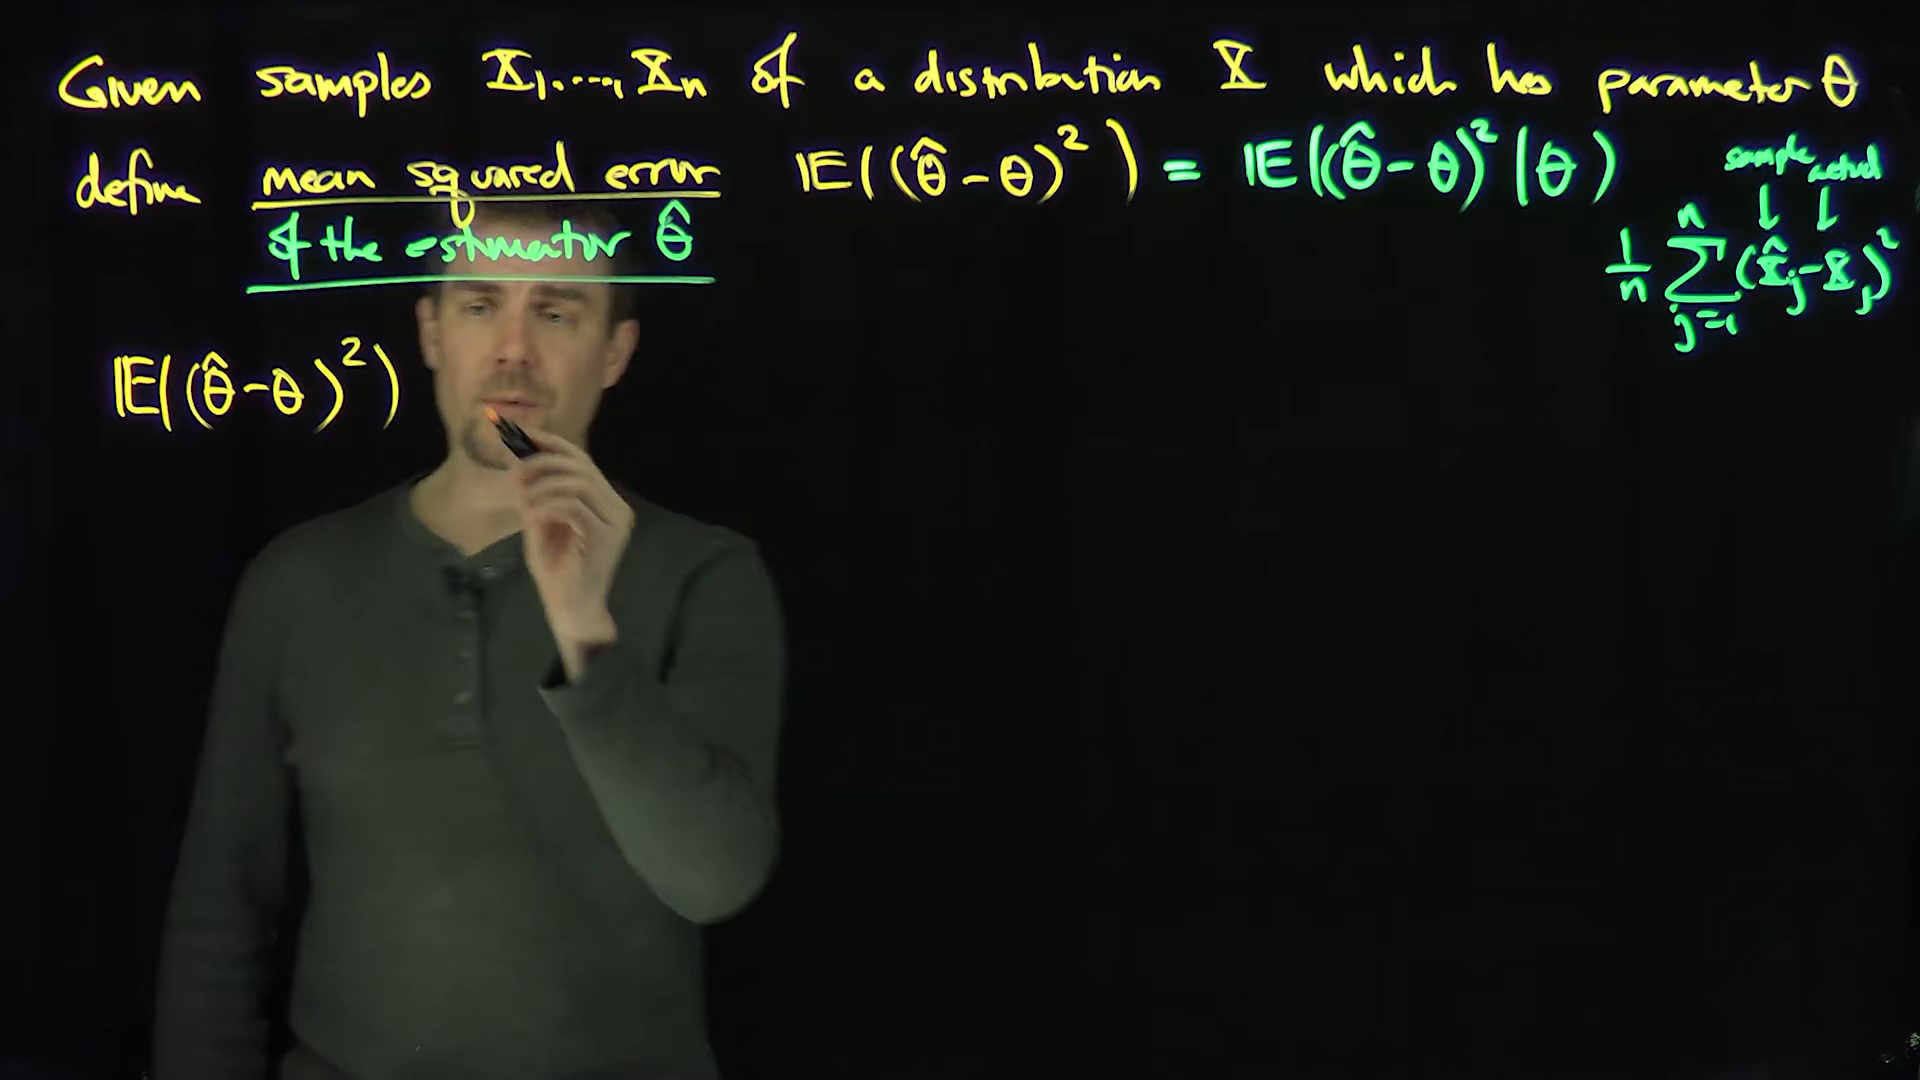 Given samples X₁,...,Xₙ of a distribution X which has parameter θ
define mean squared error 𝔼((θ̂-θ)²) = 𝔼((θ̂-θ)²|θ)
of the estimator θ̂
sample actual
↓ ↓
1/n ∑ⁿⱼ₌₁ (X̂ⱼ-Xⱼ)²
𝔼((θ̂-θ)²)